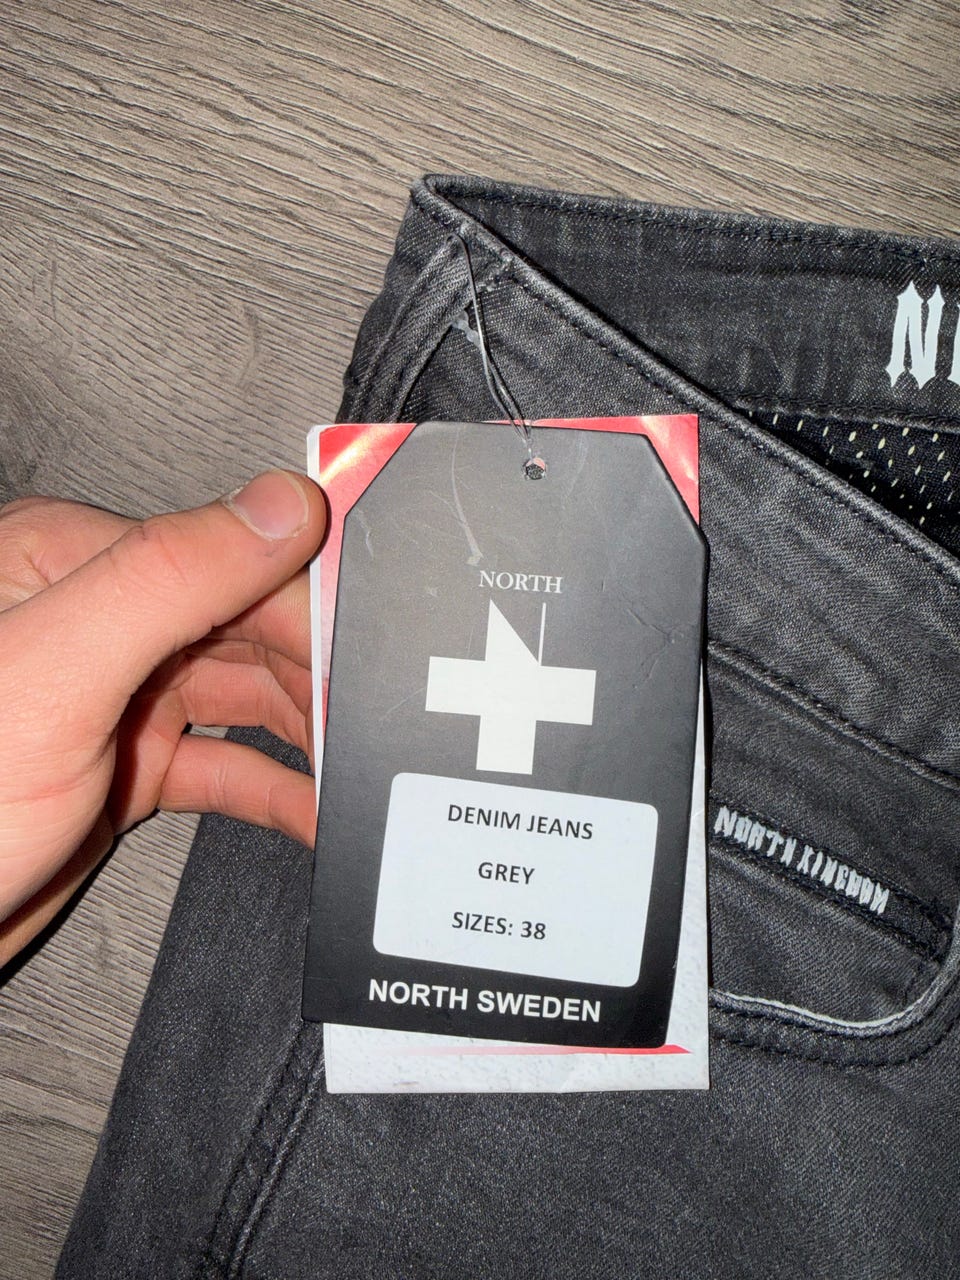 NORTH
DENIM JEANS
GREY
SIZES: 38
NORTH SWEDEN
NORTH KINGDOM
N